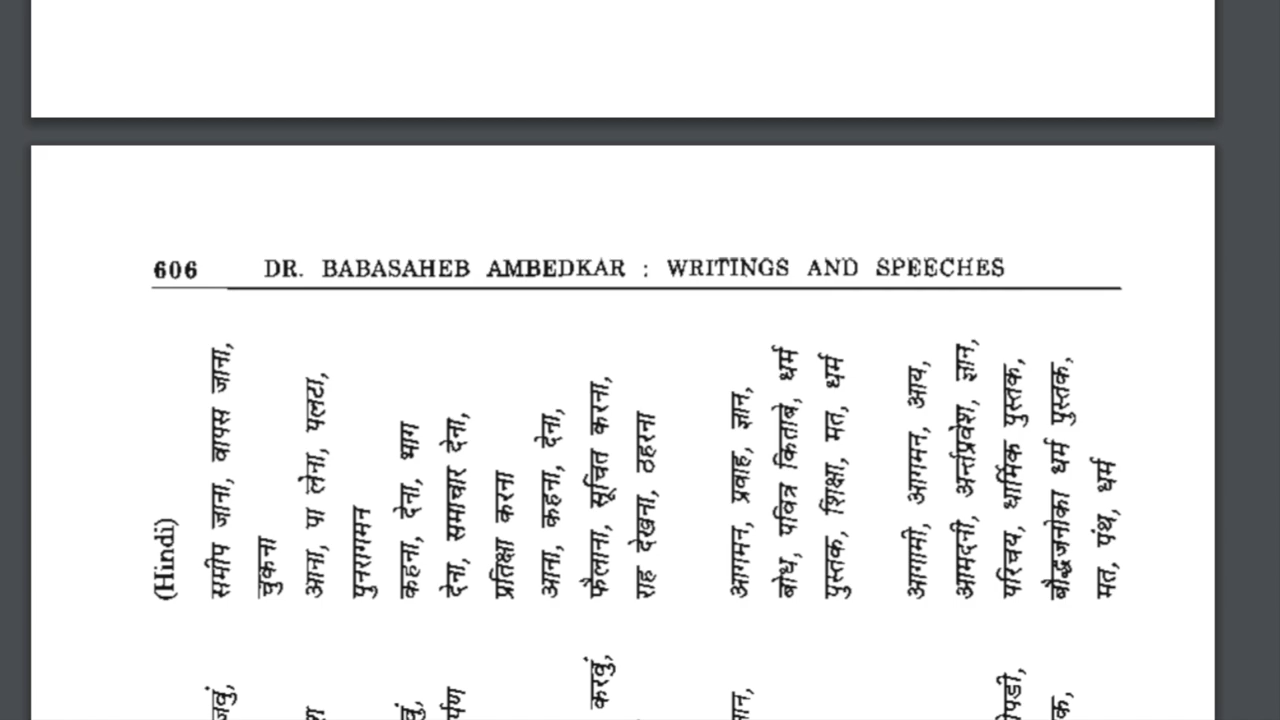 606 DR. BABASAHEB AMBEDKAR : WRITINGS AND SPEECHES
(Hindi)
समीप जाना, वापस जाना,
चुकना
आना, पा लेना, पलटा,
पुनरागमन
कहना, देना, भाग
देना, समाचार देना,
प्रतिक्षा करना
आना, कहना, देना,
फैलाना, सूचित करना,
राह देखना, ठहरना
आगमन, प्रवाह, ज्ञान,
बोध, पवित्र किताबे, धर्म
पुस्तक, शिक्षा, मत, धर्म
आगामी, आगमन, आय,
आमदनी, अर्न्तप्रवेश, ज्ञान,
परिचय, धार्मिक पुस्तक,
बौद्धजनोका धर्म पुस्तक,
मत, पंथ, धर्म
करवुं,